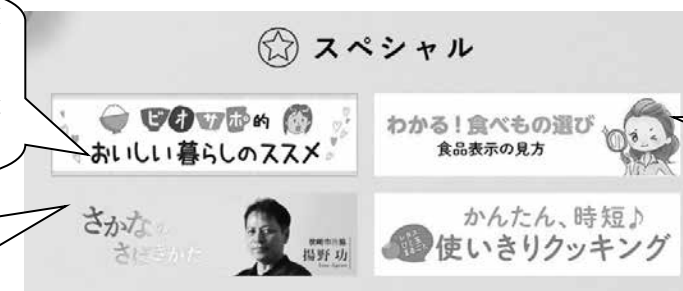 スペシャル
ビオサポ的
おいしい暮らしのススメ
わかる!食べもの選び
食品表示の見方
さかなの
さばきかた
揚野 功
かんたん、時短♪
使いきりクッキング